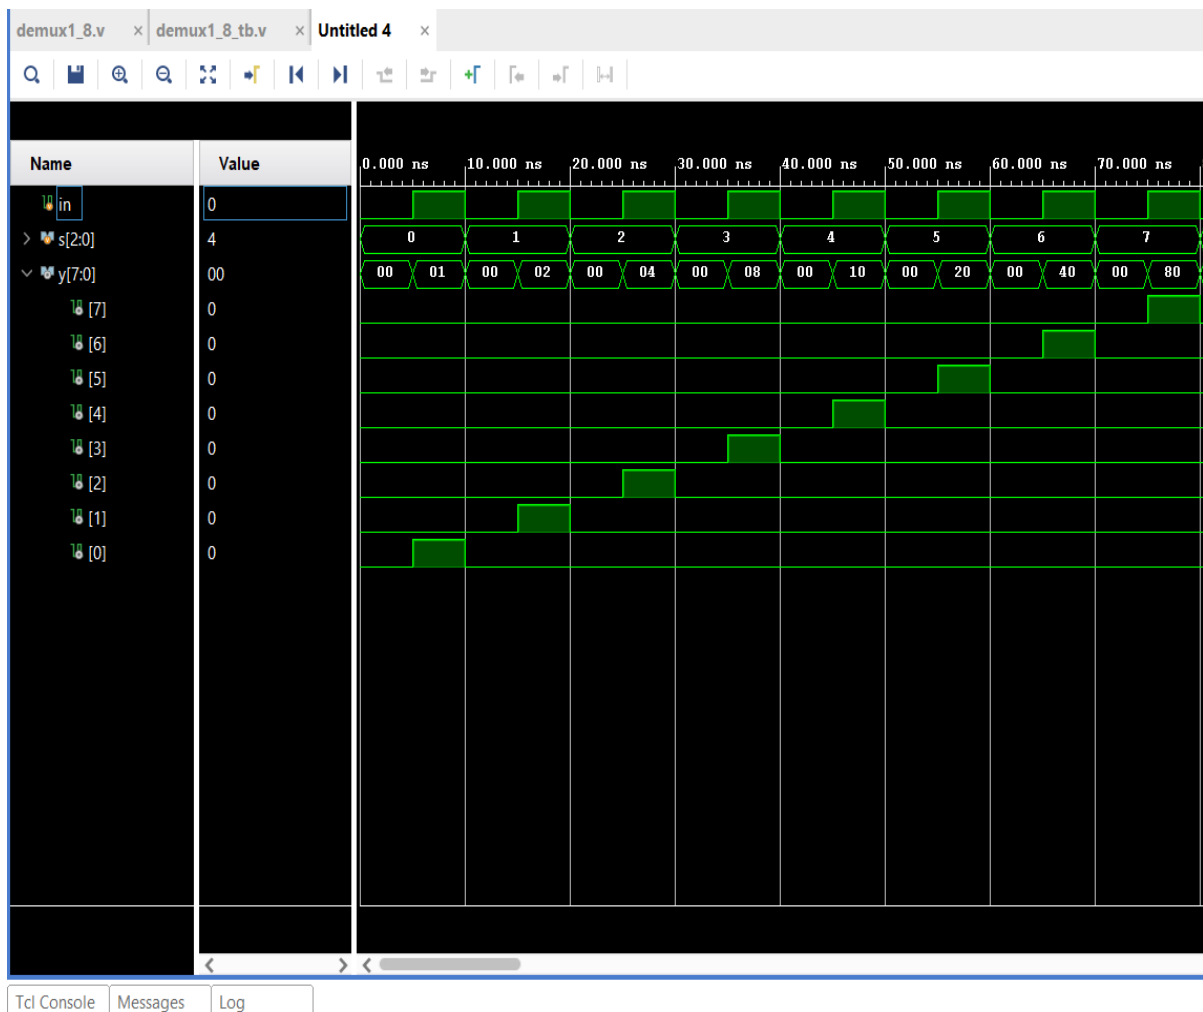 demux1_8.v × demux1_8_tb.v × Untitled 4 ×
Name Value 0.000 ns 10.000 ns 20.000 ns 30.000 ns 40.000 ns 50.000 ns 60.000 ns 70.000 ns
in 0
s[2:0] 4 0 1 2 3 4 5 6 7
y[7:0] 00 00 01 00 02 00 04 00 08 00 10 00 20 00 40 00 80
[7] 0
[6] 0
[5] 0
[4] 0
[3] 0
[2] 0
[1] 0
[0] 0
Tcl Console Messages Log